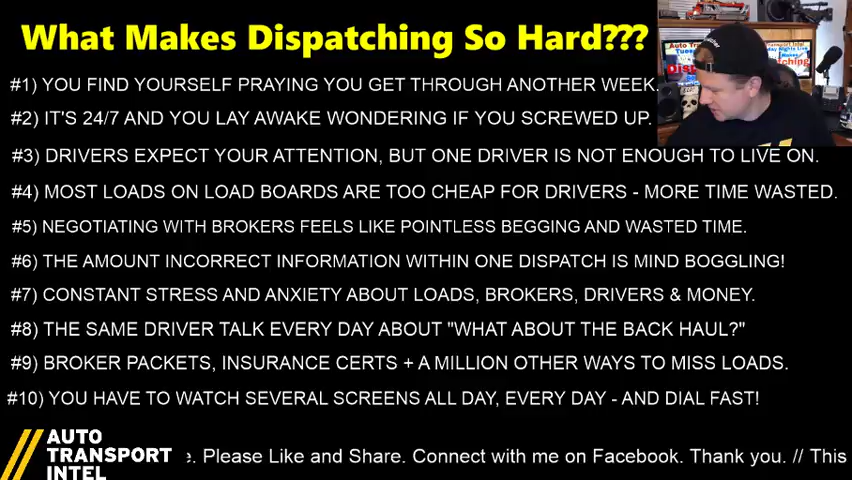 What Makes Dispatching So Hard???
#1) YOU FIND YOURSELF PRAYING YOU GET THROUGH ANOTHER WEEK.
#2) IT'S 24/7 AND YOU LAY AWAKE WONDERING IF YOU SCREWED UP.
#3) DRIVERS EXPECT YOUR ATTENTION, BUT ONE DRIVER IS NOT ENOUGH TO LIVE ON.
#4) MOST LOADS ON LOAD BOARDS ARE TOO CHEAP FOR DRIVERS - MORE TIME WASTED.
#5) NEGOTIATING WITH BROKERS FEELS LIKE POINTLESS BEGGING AND WASTED TIME.
#6) THE AMOUNT INCORRECT INFORMATION WITHIN ONE DISPATCH IS MIND BOGGLING!
#7) CONSTANT STRESS AND ANXIETY ABOUT LOADS, BROKERS, DRIVERS & MONEY.
#8) THE SAME DRIVER TALK EVERY DAY ABOUT "WHAT ABOUT THE BACK HAUL?"
#9) BROKER PACKETS, INSURANCE CERTS + A MILLION OTHER WAYS TO MISS LOADS.
#10) YOU HAVE TO WATCH SEVERAL SCREENS ALL DAY, EVERY DAY - AND DIAL FAST!
AUTO
TRANSPORT
INTEL
. Please Like and Share. Connect with me on Facebook. Thank you. // This